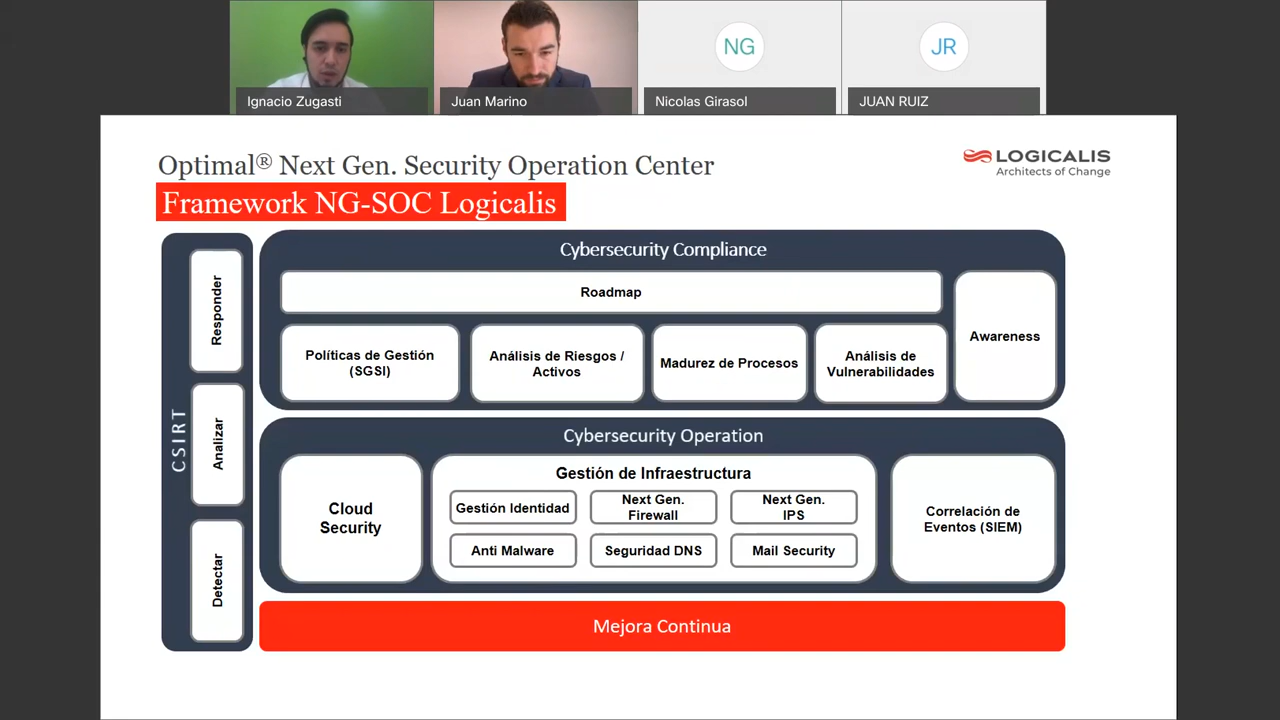 NG
JR
Ignacio Zugasti
Juan Marino
Nicolas Girasol
JUAN RUIZ
Optimal® Next Gen. Security Operation Center
Framework NG-SOC Logicalis
LOGICALIS
Architects of Change
CSIRT
Responder
Analizar
Detectar
Cybersecurity Compliance
Roadmap
Políticas de Gestión
(SGSI)
Análisis de Riesgos /
Activos
Madurez de Procesos
Análisis de
Vulnerabilidades
Awareness
Cybersecurity Operation
Cloud
Security
Gestión de Infraestructura
Gestión Identidad
Next Gen.
Firewall
Next Gen.
IPS
Anti Malware
Seguridad DNS
Mail Security
Correlación de
Eventos (SIEM)
Mejora Continua